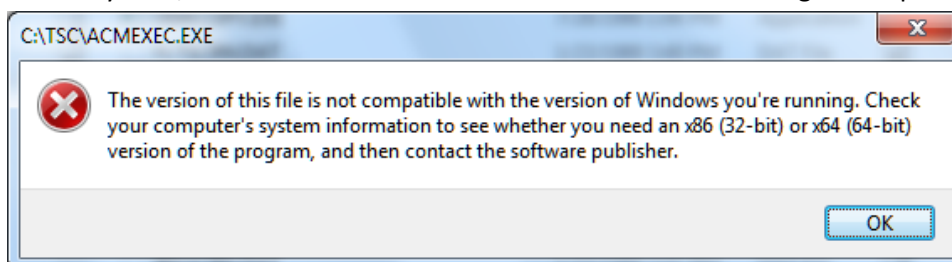 C:\TSC\ACMEXEC.EXE
The version of this file is not compatible with the version of Windows you're running. Check
your computer's system information to see whether you need an x86 (32-bit) or x64 (64-bit)
version of the program, and then contact the software publisher.
OK